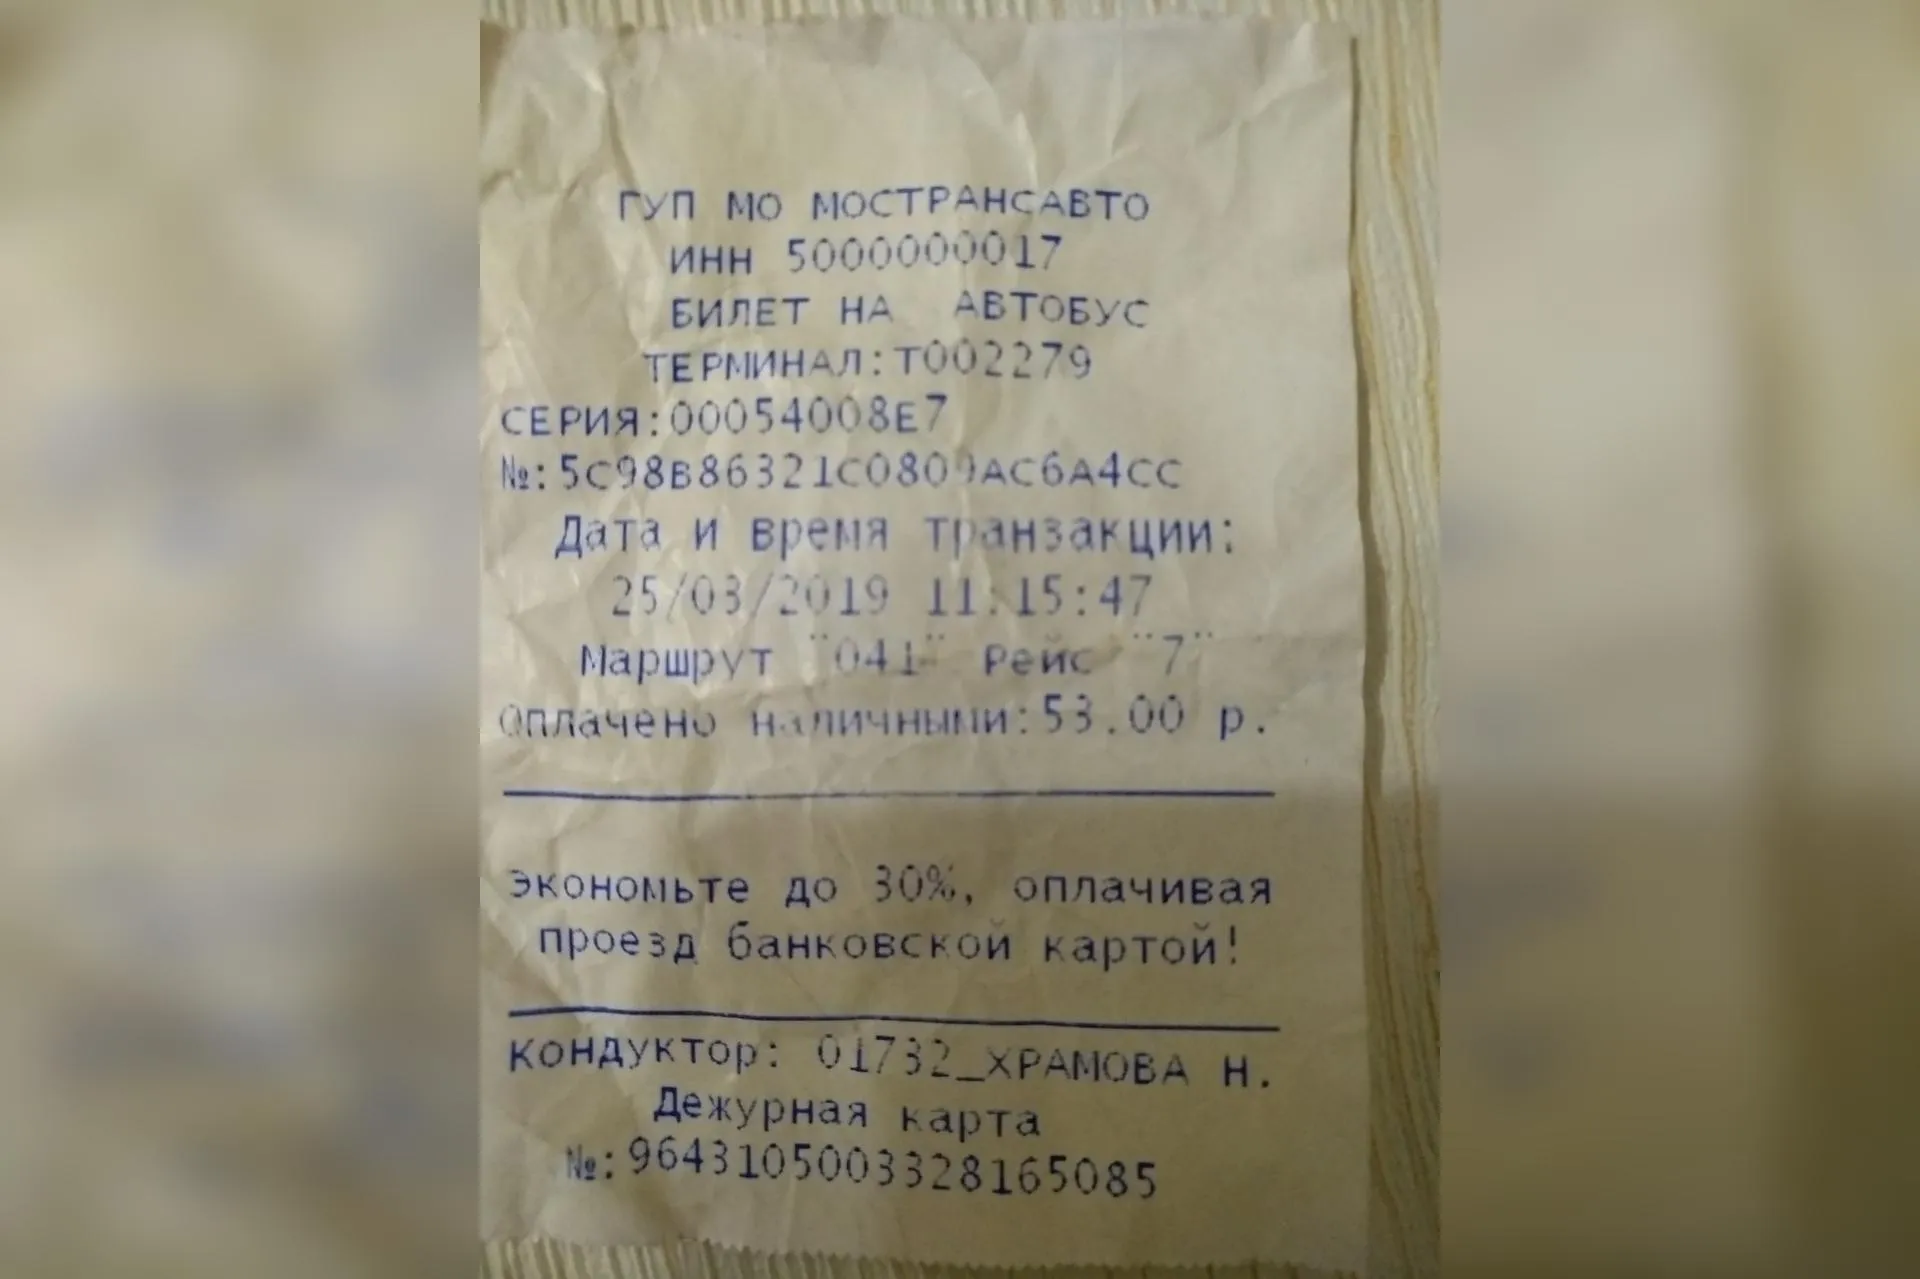 ГУП МО МОСТРАНСАВТО
ИНН 5000000017
БИЛЕТ НА АВТОБУС
ТЕРМИНАЛ:Т002279
СЕРИЯ:00054008E7
№:5C98B86321C0809AC6A4CC
Дата и время транзакции:
25/03/2019 11:15:47
Маршрут "041" Рейс "7"
Оплачено наличными:53.00 р.
Экономьте до 30%, оплачивая
проезд банковской картой!
Кондуктор: 01732_ХРАМОВА Н.
Дежурная карта
№:96431050033328165085